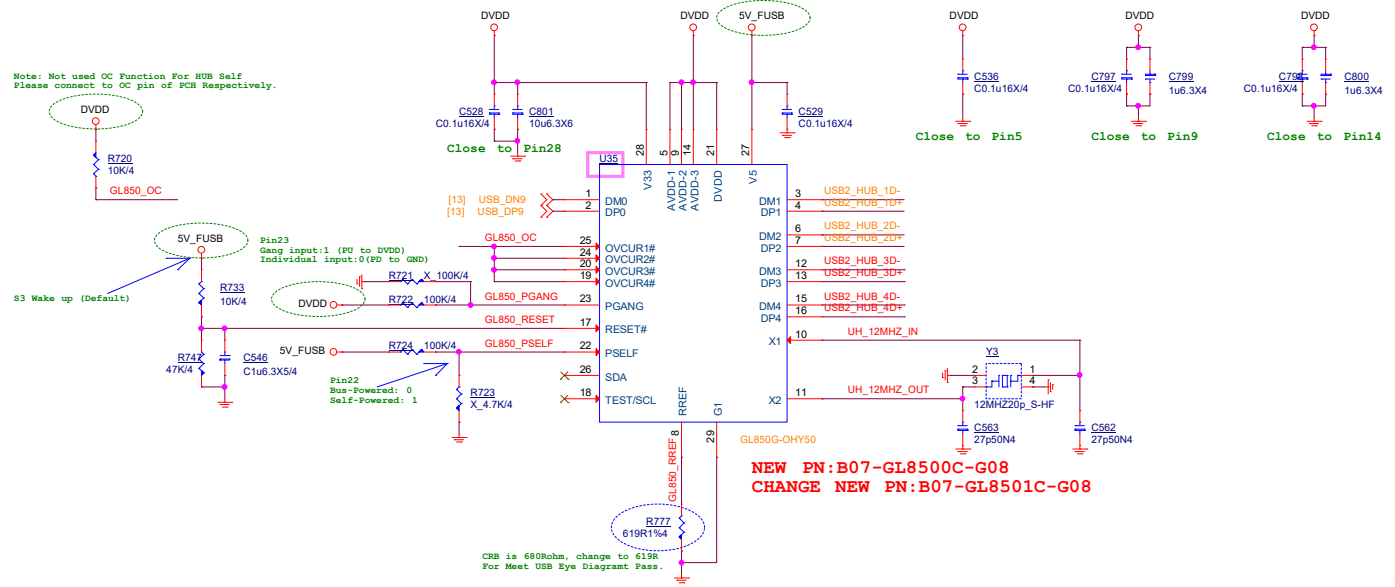 DVDD
DVDD
5V_FUSB
DVDD
DVDD
DVDD
Note: Not used OC Function For HUB Self
Please connect to OC pin of PCH Respectively.
DVDD
R720
10K/4
GL850_OC
C528
C0.1u16X/4
C801
10u6.3X6
Close to Pin28
C529
C0.1u16X/4
C536
C0.1u16X/4
Close to Pin5
C797
C0.1u16X/4
C799
1u6.3X4
Close to Pin9
C0.1u16X/4
C800
1u6.3X4
Close to Pin14
U35
28
5
9
14
21
27
V33
AVDD-1
AVDD-2
AVDD-3
DVDD
V5
[13] USB_DN9
1
DM0
[13] USB_DP9
2
DP0
GL850_OC
25
OVCUR1#
24
OVCUR2#
20
OVCUR3#
19
OVCUR4#
5V_FUSB
Pin23
Gang input:1 (PU to DVDD)
Individual input:0(PD to GND)
S3 Wake up (Default)
R733
10K/4
R721
X_100K/4
DVDD
R722
100K/4
GL850_PGANG
23
PGANG
GL850_RESET
17
RESET#
R747
47K/4
C546
C1u6.3X5/4
5V_FUSB
R724
100K/4
GL850_PSELF
22
PSELF
Pin22
Bus-Powered: 0
Self-Powered: 1
R723
X_4.7K/4
26
SDA
18
TEST/SCL
DM1
3
USB2_HUB_1D-
DP1
4
USB2_HUB_1D+
DM2
6
USB2_HUB_2D-
DP2
7
USB2_HUB_2D+
DM3
12
USB2_HUB_3D-
DP3
13
USB2_HUB_3D+
DM4
15
USB2_HUB_4D-
DP4
16
USB2_HUB_4D+
X1
10
UH_12MHZ_IN
X2
11
UH_12MHZ_OUT
Y3
2
3
1
4
12MHZ20p_S-HF
C563
27p50N4
C562
27p50N4
RREF
G1
8
29
GL850G-OHY50
NEW PN:B07-GL8500C-G08
CHANGE NEW PN:B07-GL8501C-G08
GL850_RREF
R777
619R1%4
CRB is 680Rohm, change to 619R
For Meet USB Eye Diagramt Pass.